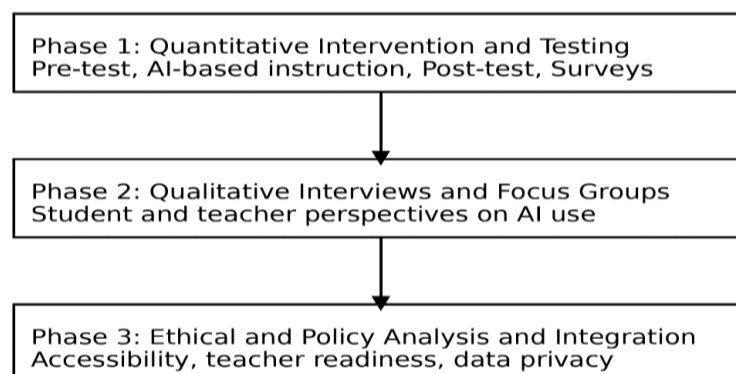 Phase 1: Quantitative Intervention and Testing
Pre-test, AI-based instruction, Post-test, Surveys
Phase 2: Qualitative Interviews and Focus Groups
Student and teacher perspectives on AI use
Phase 3: Ethical and Policy Analysis and Integration
Accessibility, teacher readiness, data privacy